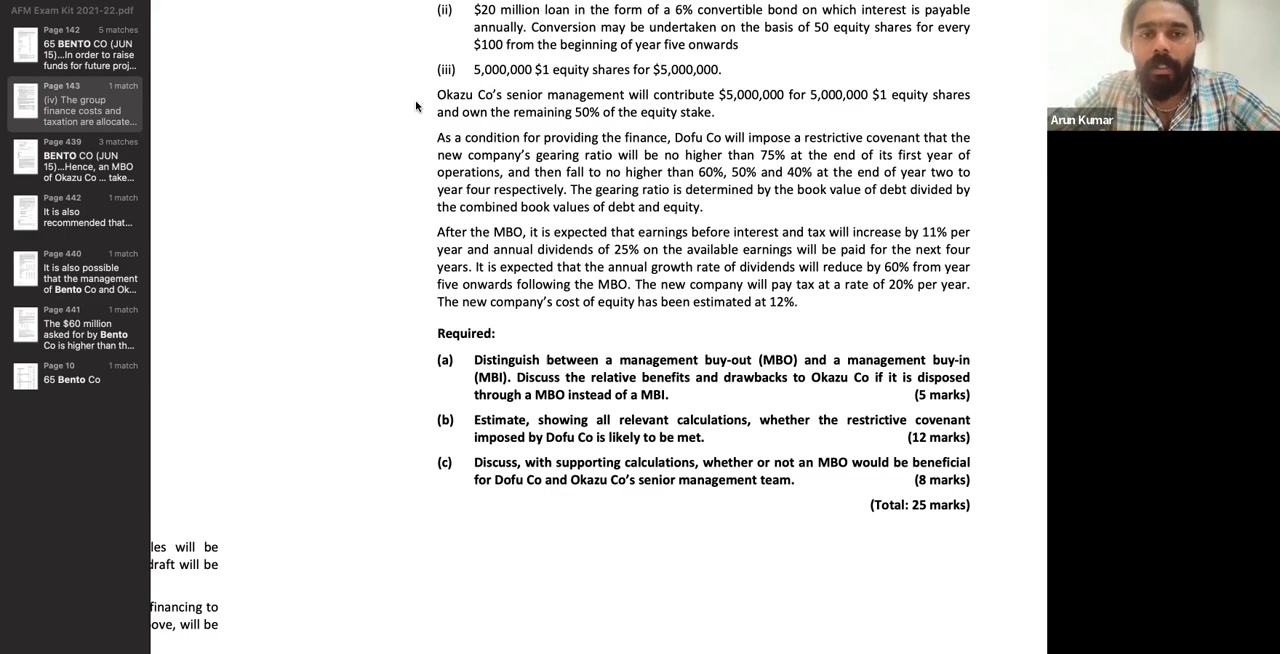 AFM Exam Kit 2021-22.pdf
Page 142 5 matches
65 BENTO CO (JUN
15)...In order to raise
funds for future proj...
Page 143 1 match
(iv) The group
finance costs and
taxation are allocate...
Page 439 3 matches
BENTO CO (JUN
15)...Hence, an MBO
of Okazu Co ... take...
Page 442 1 match
It is also
recommended that...
Page 440 1 match
It is also possible
that the management
of Bento Co and Ok...
Page 441 1 match
The $60 million
asked for by Bento
Co is higher than th...
Page 10 1 match
65 Bento Co
les will be
draft will be
financing to
ove, will be
(ii) $20 million loan in the form of a 6% convertible bond on which interest is payable
annually. Conversion may be undertaken on the basis of 50 equity shares for every
$100 from the beginning of year five onwards
(iii) 5,000,000 $1 equity shares for $5,000,000.
Okazu Co's senior management will contribute $5,000,000 for 5,000,000 $1 equity shares
and own the remaining 50% of the equity stake.
As a condition for providing the finance, Dofu Co will impose a restrictive covenant that the
new company's gearing ratio will be no higher than 75% at the end of its first year of
operations, and then fall to no higher than 60%, 50% and 40% at the end of year two to
year four respectively. The gearing ratio is determined by the book value of debt divided by
the combined book values of debt and equity.
After the MBO, it is expected that earnings before interest and tax will increase by 11% per
year and annual dividends of 25% on the available earnings will be paid for the next four
years. It is expected that the annual growth rate of dividends will reduce by 60% from year
five onwards following the MBO. The new company will pay tax at a rate of 20% per year.
The new company's cost of equity has been estimated at 12%.
Required:
(a) Distinguish between a management buy-out (MBO) and a management buy-in
(MBI). Discuss the relative benefits and drawbacks to Okazu Co if it is disposed
through a MBO instead of a MBI. (5 marks)
(b) Estimate, showing all relevant calculations, whether the restrictive covenant
imposed by Dofu Co is likely to be met. (12 marks)
(c) Discuss, with supporting calculations, whether or not an MBO would be beneficial
for Dofu Co and Okazu Co's senior management team. (8 marks)
(Total: 25 marks)
Arun Kumar